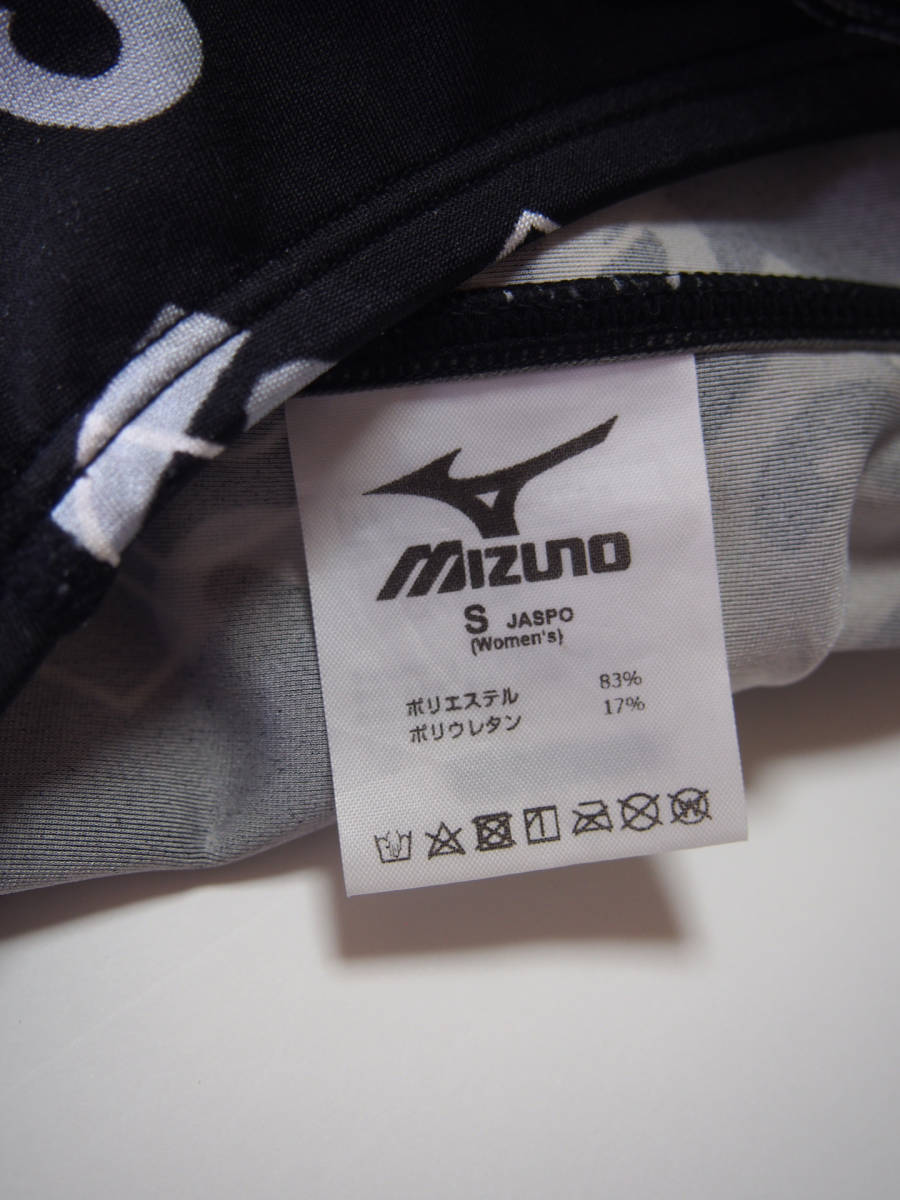 MIZUNO
S JASPO
(Women's)
ポリエステル 83%
ポリウレタン 17%
W